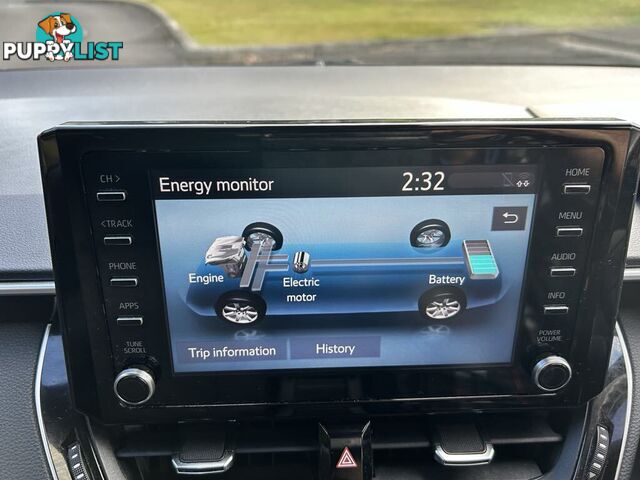 PUPPYLIST
CH >
HOME
Energy monitor 2:32
<TRACK
MENU
PHONE
AUDIO
Engine
Electric
motor
Battery
APPS
INFO
Trip information
History
TUNE
SCROLL
POWER
VOLUME